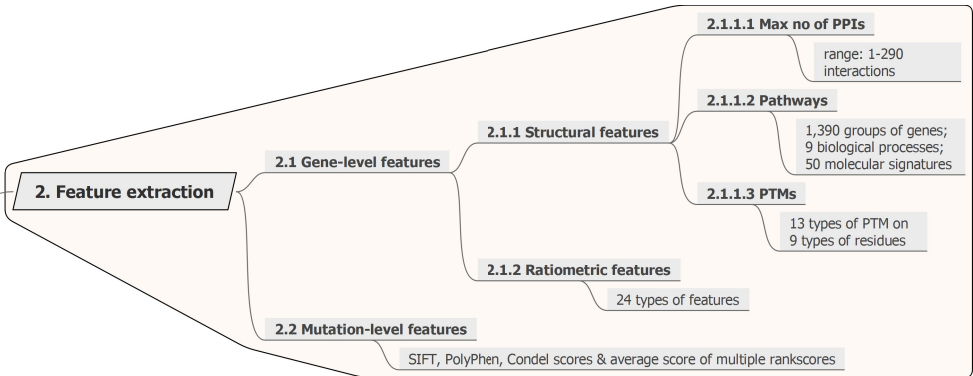 2. Feature extraction
2.1 Gene-level features
2.1.1 Structural features
2.1.1.1 Max no of PPIs
range: 1-290
interactions
2.1.1.2 Pathways
1,390 groups of genes;
9 biological processes;
50 molecular signatures
2.1.1.3 PTMs
13 types of PTM on
9 types of residues
2.1.2 Ratiometric features
24 types of features
2.2 Mutation-level features
SIFT, PolyPhen, Condel scores & average score of multiple rankscores